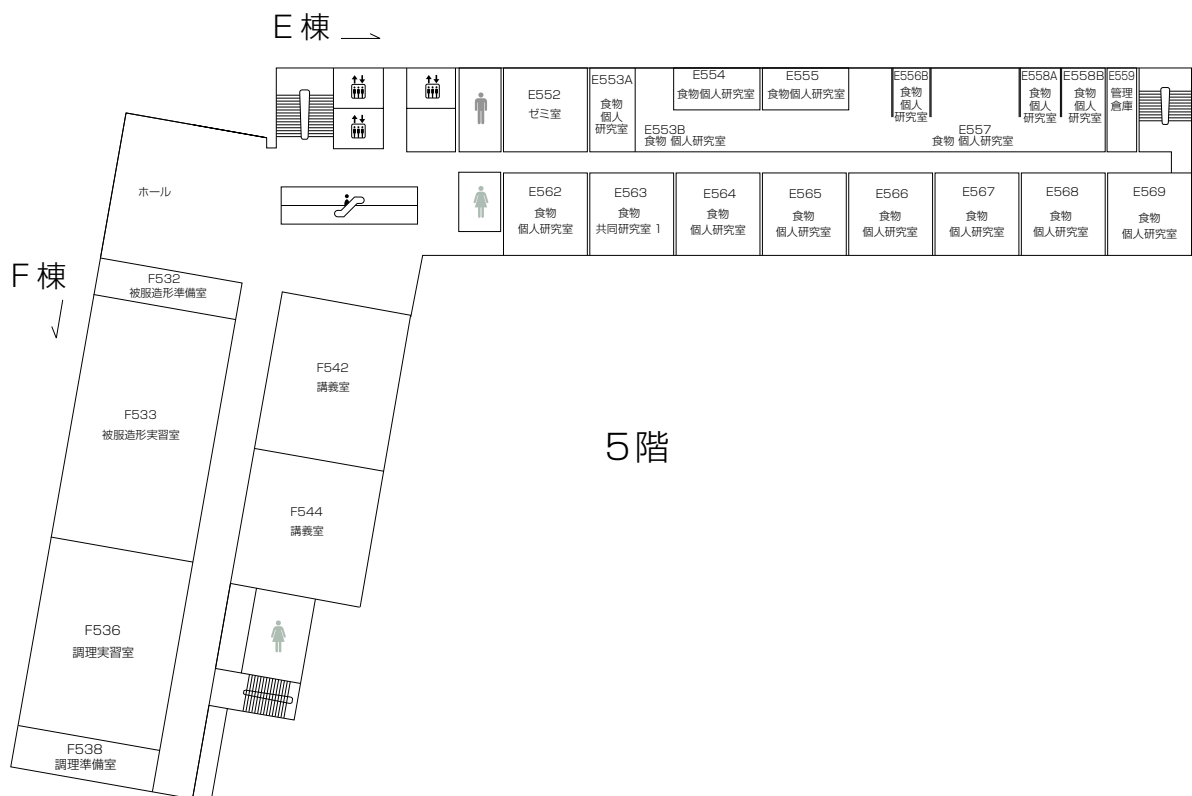 E棟
E552
ゼミ室
E553A
食物
個人
研究室
E553B
食物 個人研究室
E554
食物個人研究室
E555
食物個人研究室
E556B
食物
個人
研究室
E557
食物 個人研究室
E558A
食物
個人
研究室
E558B
食物
個人
研究室
E559
管理
倉庫
ホール
E562
食物
個人研究室
E563
食物
共同研究室 1
E564
食物
個人研究室
E565
食物
個人研究室
E566
食物
個人研究室
E567
食物
個人研究室
E568
食物
個人研究室
E569
食物
個人研究室
F棟
F532
被服造形準備室
F533
被服造形実習室
F542
講義室
F544
講義室
5階
F536
調理実習室
F538
調理準備室